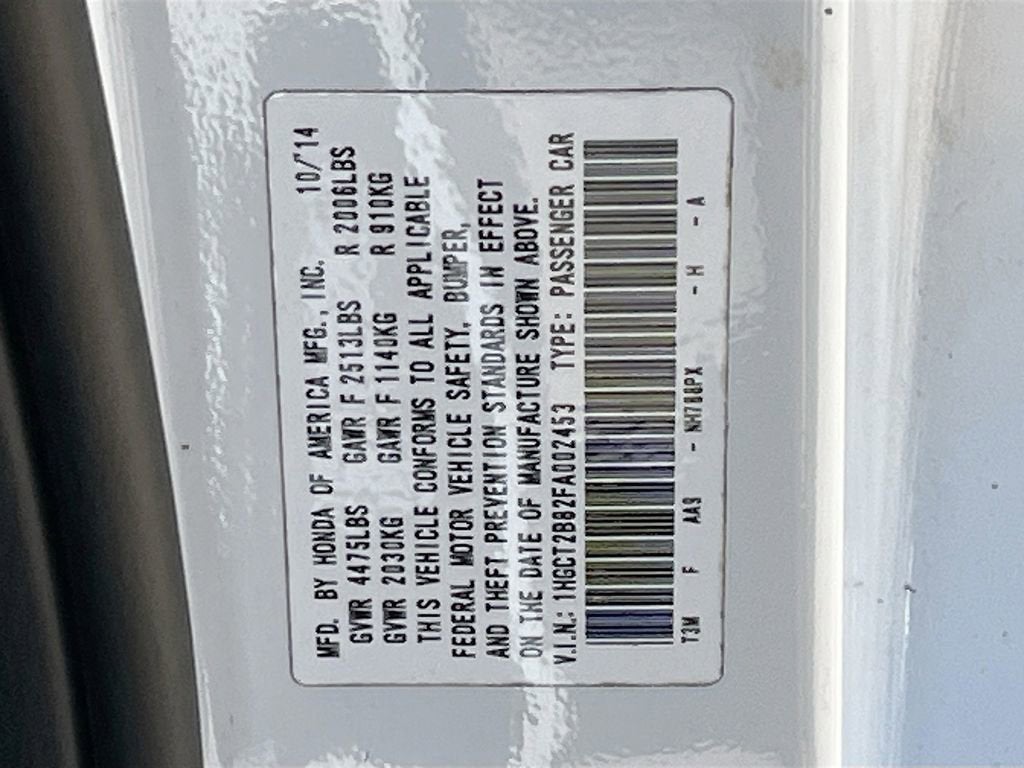 MFD. BY HONDA OF AMERICA MFG., INC. 10/'14
GVWR 4475LBS GAWR F 2513LBS R 2006LBS
GVWR 2030KG GAWR F 1140KG R 910KG
THIS VEHICLE CONFORMS TO ALL APPLICABLE
FEDERAL MOTOR VEHICLE SAFETY, BUMPER,
AND THEFT PREVENTION STANDARDS IN EFFECT
ON THE DATE OF MANUFACTURE SHOWN ABOVE.
V.I.N.: 1HGCT2B82FA002453 TYPE: PASSENGER CAR
T3M F AA9 - NH788PX - H - A